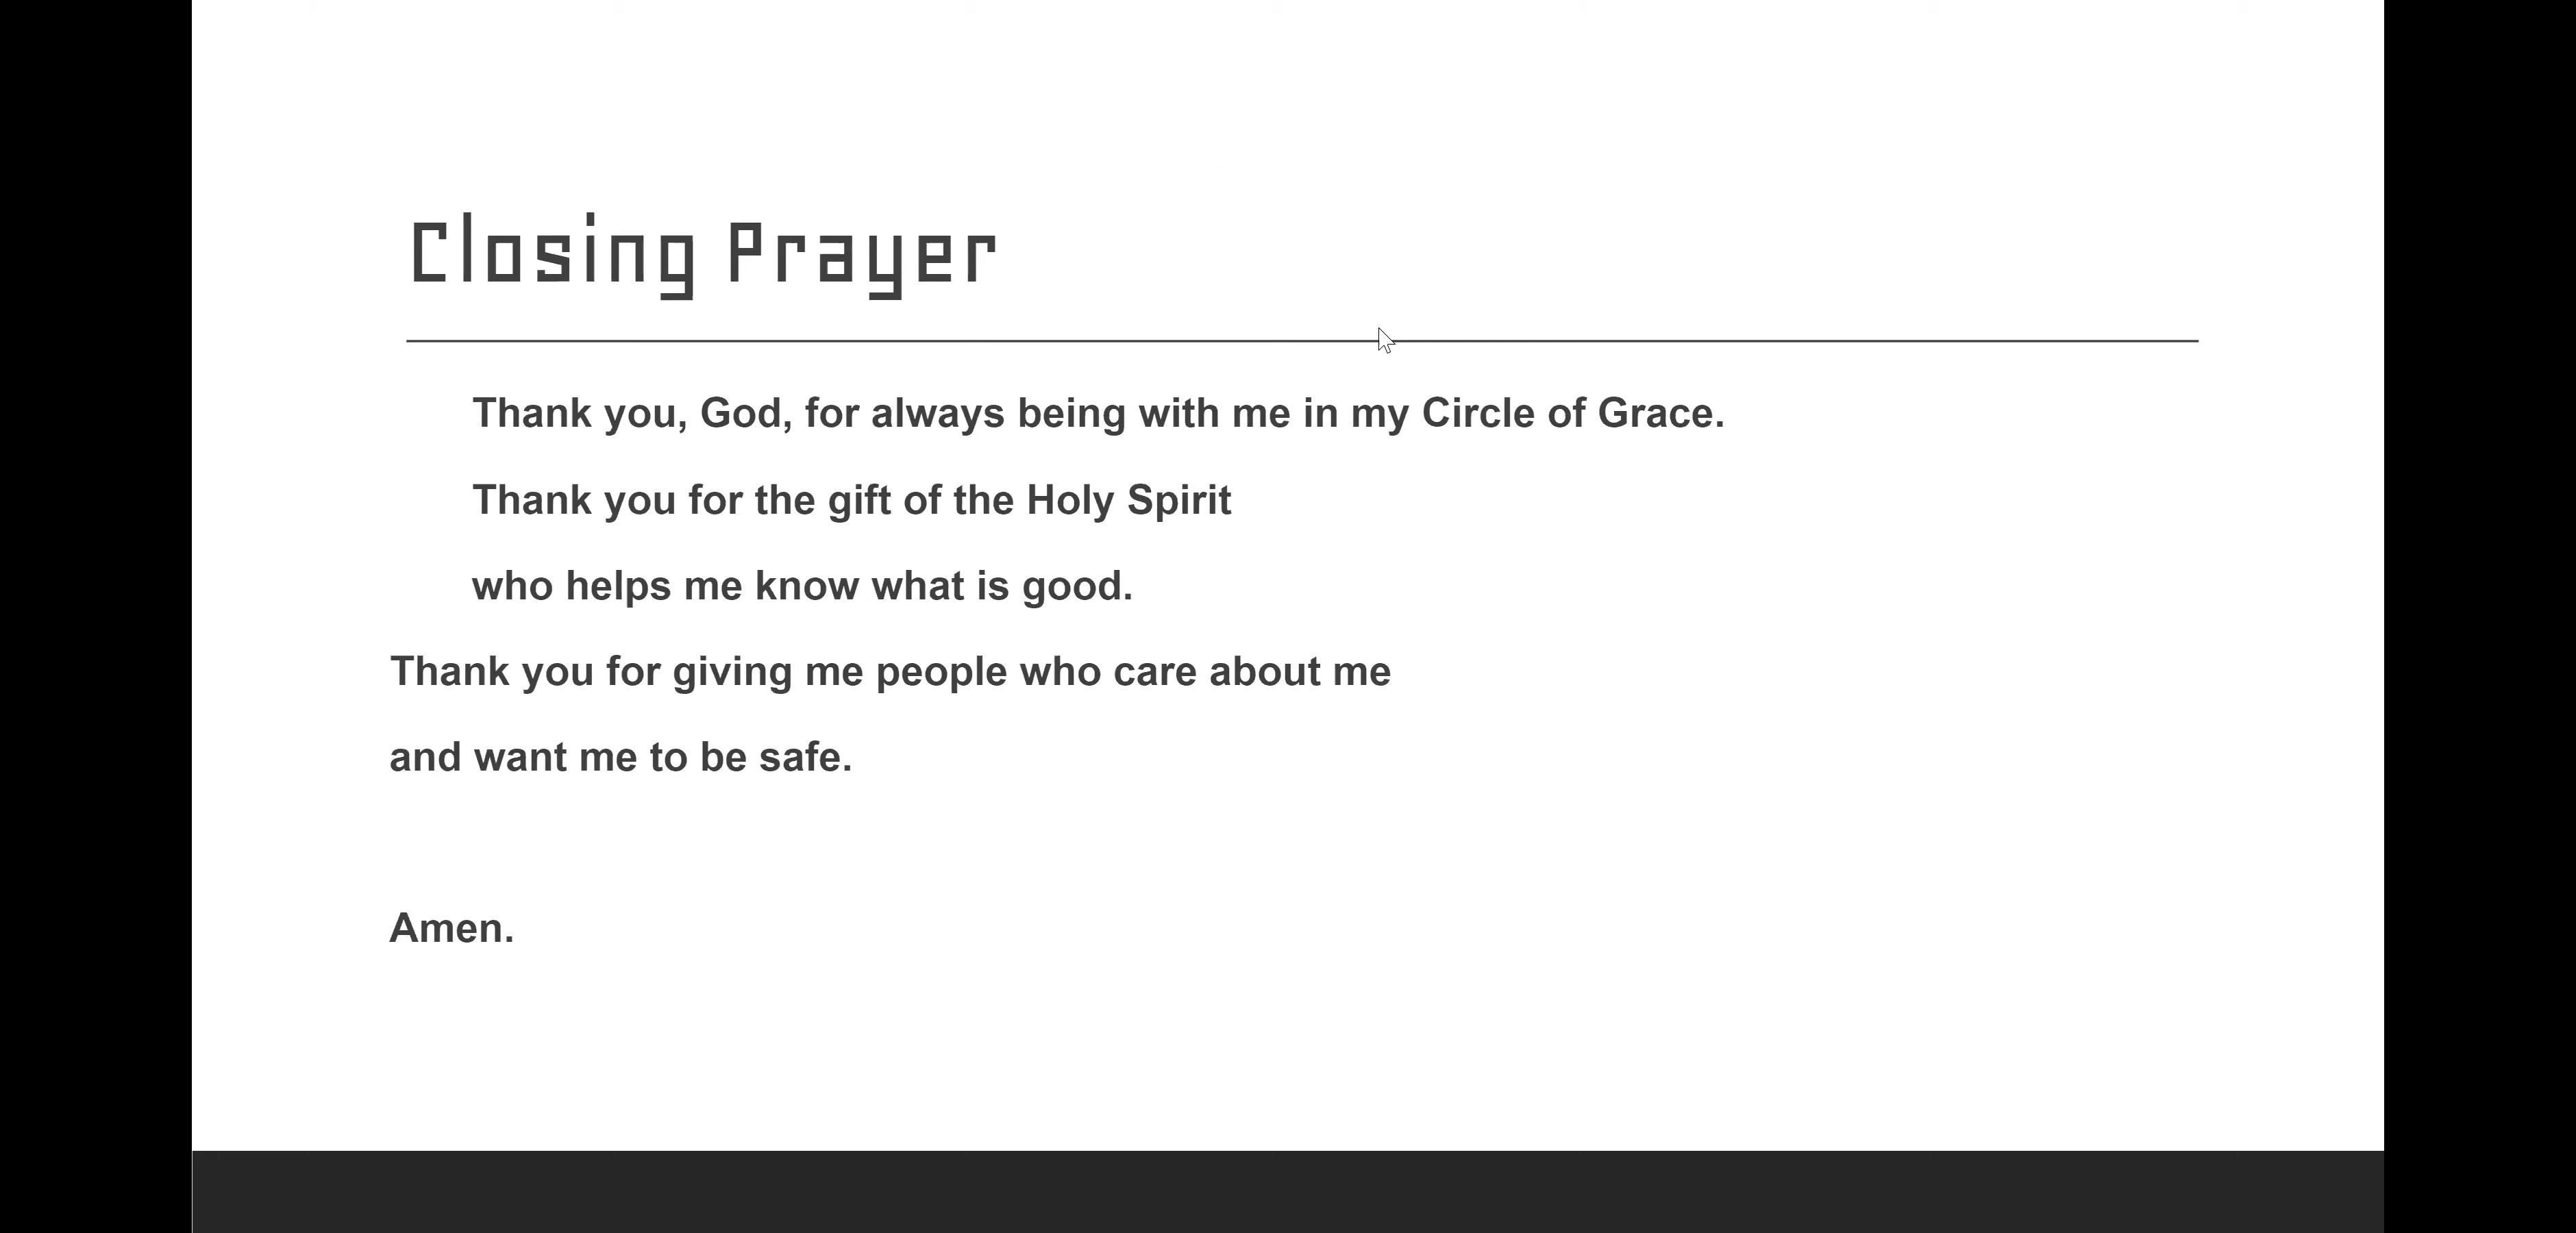 Closing Prayer
Thank you, God, for always being with me in my Circle of Grace.
Thank you for the gift of the Holy Spirit
who helps me know what is good.
Thank you for giving me people who care about me
and want me to be safe.
Amen.